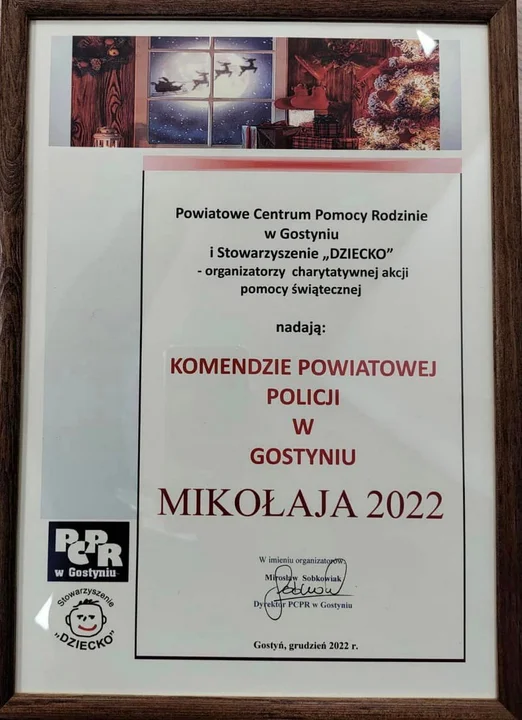 Powiatowe Centrum Pomocy Rodzinie
w Gostyniu
i Stowarzyszenie „DZIECKO”
- organizatorzy charytatywnej akcji
pomocy świątecznej
nadają:
KOMENDZIE POWIATOWEJ
POLICJI
W
GOSTYNIU
MIKOŁAJA 2022
W imieniu organizatorów
Mirosław Sobkowiak
Dyrektor PCPR w Gostyniu
Gostyń, grudzień 2022 r.
PCPR
w Gostyniu
Stowarzyszenie
„DZIECKO”